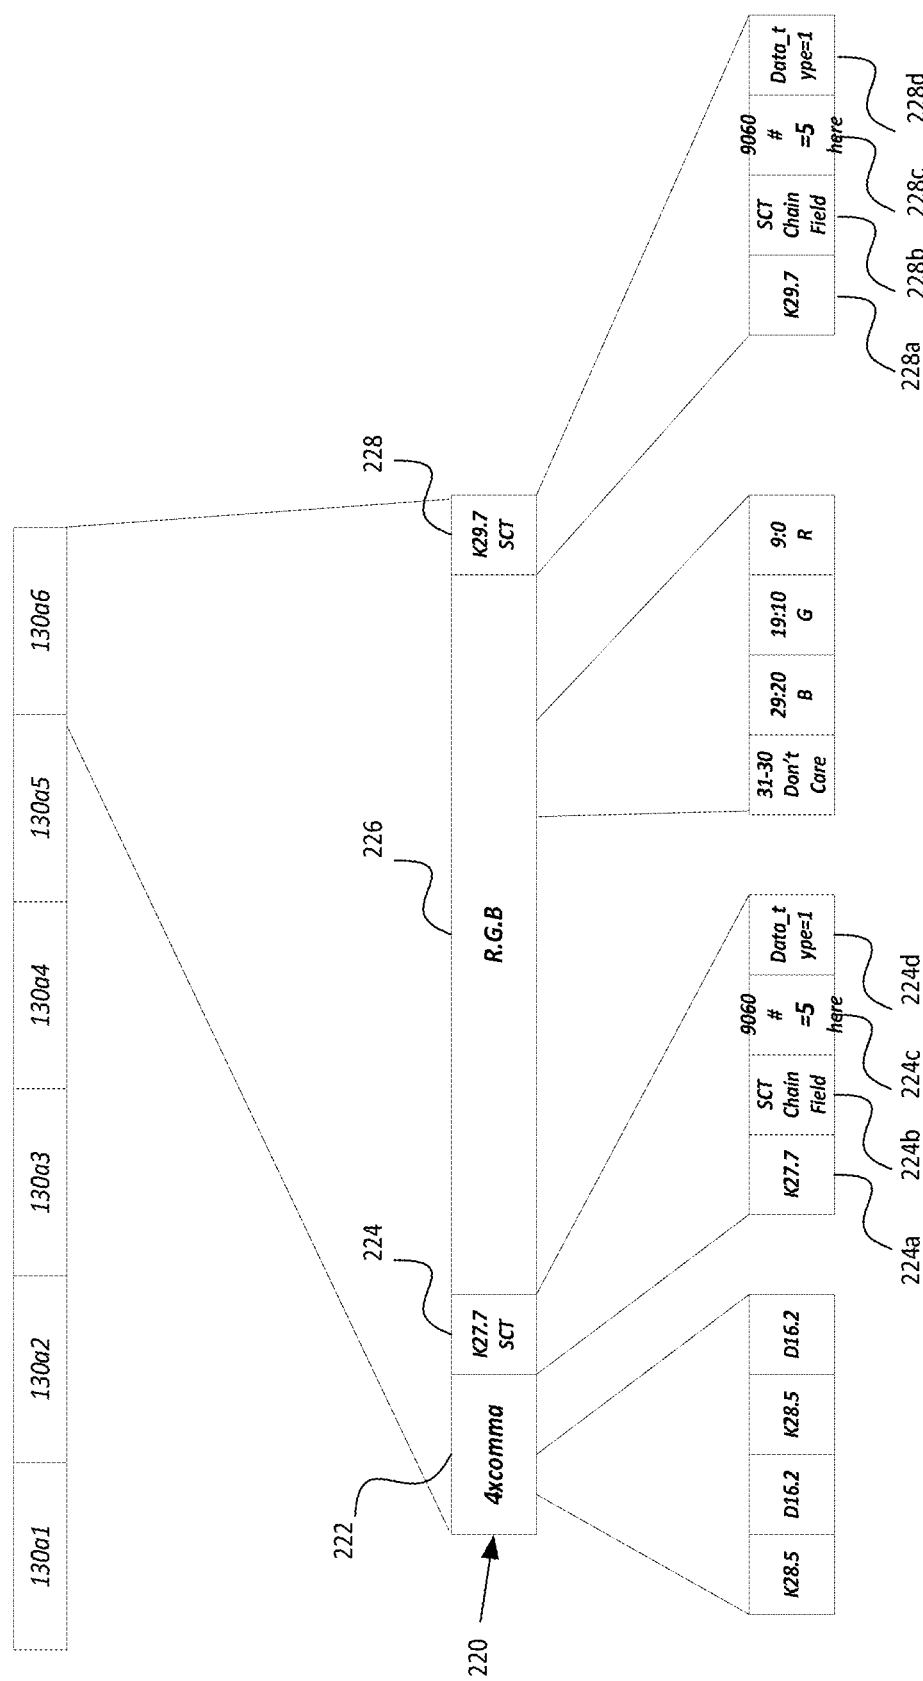 130a1
130a2
130a3
130a4
130a5
130a6
220
222
224
226
228
4xcomma
K27.7
SCT
R.G.B
K29.7
SCT
K28.5
D16.2
K28.5
D16.2
K27.7
SCT
Chain
Field
9060
#
=5
here
Data_t
ype=1
224a
224b
224c
224d
31-30
Don't
Care
29:20
B
19:10
G
9:0
R
K29.7
SCT
Chain
Field
9060
#
=5
here
Data_t
ype=1
228a
228b
228c
228d